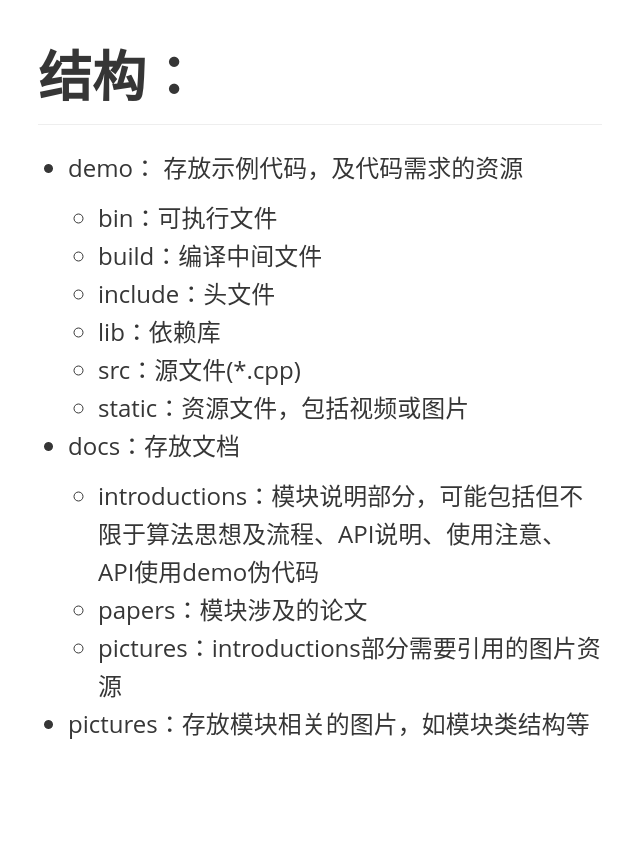 结构：
demo： 存放示例代码，及代码需求的资源
bin：可执行文件
build：编译中间文件
include：头文件
lib：依赖库
src：源文件(*.cpp)
static：资源文件，包括视频或图片
docs：存放文档
introductions：模块说明部分，可能包括但不
限于算法思想及流程、API说明、使用注意、
API使用demo伪代码
papers：模块涉及的论文
pictures：introductions部分需要引用的图片资
源
pictures：存放模块相关的图片，如模块类结构等